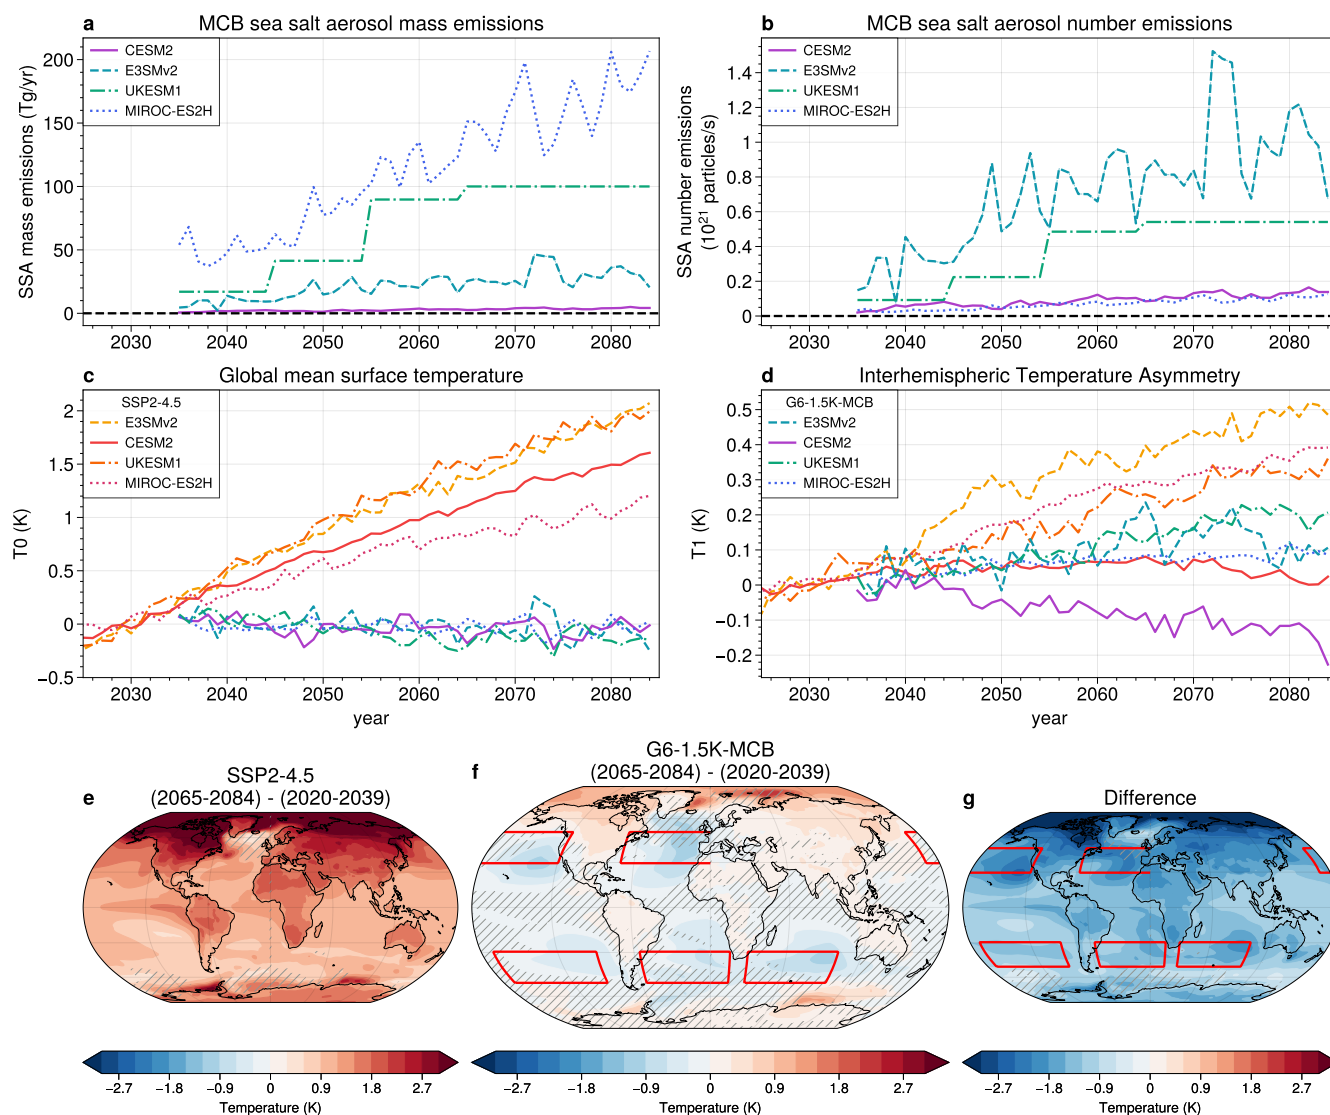 a MCB sea salt aerosol mass emissions
SSA mass emissions (Tg/yr)
200
150
100
50
0
CESM2
E3SMv2
UKESM1
MIROC-ES2H
2030 2040 2050 2060 2070 2080
b MCB sea salt aerosol number emissions
SSA number emissions
(10²¹ particles/s)
1.4
1.2
1
0.8
0.6
0.4
0.2
0
CESM2
E3SMv2
UKESM1
MIROC-ES2H
2030 2040 2050 2060 2070 2080
c Global mean surface temperature
T0 (K)
2
1.5
1
0.5
0
−0.5
SSP2-4.5
E3SMv2
CESM2
UKESM1
MIROC-ES2H
2030 2040 2050 2060 2070 2080
year
d Interhemispheric Temperature Asymmetry
T1 (K)
0.5
0.4
0.3
0.2
0.1
0
−0.1
−0.2
G6-1.5K-MCB
E3SMv2
CESM2
UKESM1
MIROC-ES2H
2030 2040 2050 2060 2070 2080
year
SSP2-4.5
e (2065-2084) - (2020-2039)
−2.7 −1.8 −0.9 0 0.9 1.8 2.7
Temperature (K)
G6-1.5K-MCB
f (2065-2084) - (2020-2039)
−2.7 −1.8 −0.9 0 0.9 1.8 2.7
Temperature (K)
g Difference
−2.7 −1.8 −0.9 0 0.9 1.8 2.7
Temperature (K)